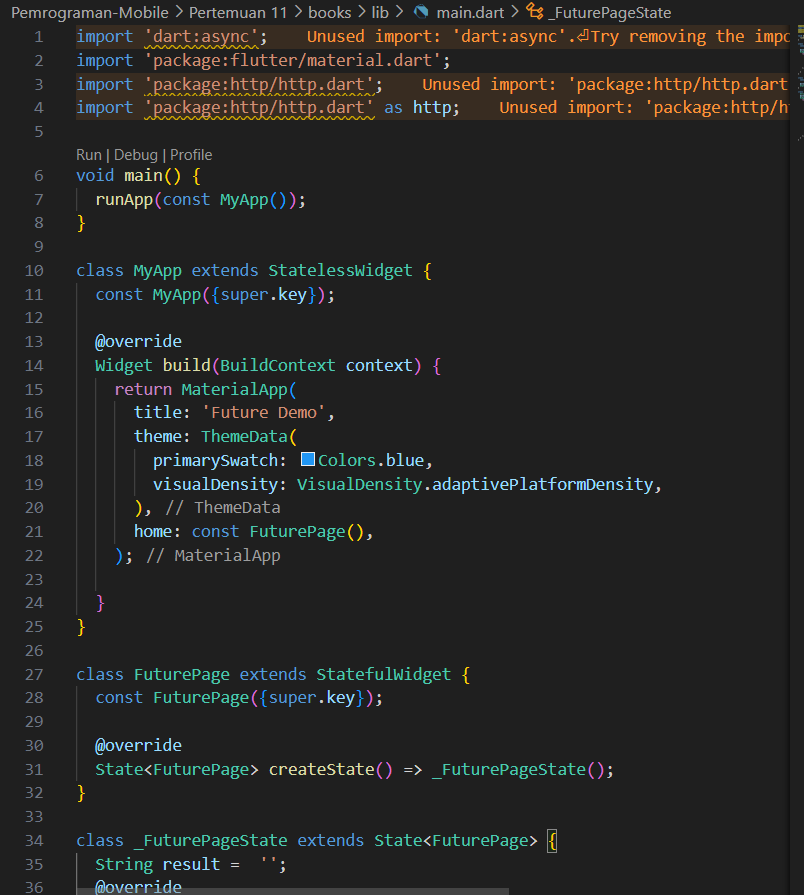 Pemrograman-Mobile > Pertemuan 11 > books > lib > main.dart > _FuturePageState
1 import 'dart:async'; Unused import: 'dart:async'.⏎Try removing the impo
2 import 'package:flutter/material.dart';
3 import 'package:http/http.dart'; Unused import: 'package:http/http.dart
4 import 'package:http/http.dart' as http; Unused import: 'package:http/h
5
Run | Debug | Profile
6 void main() {
7 runApp(const MyApp());
8 }
9
10 class MyApp extends StatelessWidget {
11 const MyApp({super.key});
12
13 @override
14 Widget build(BuildContext context) {
15 return MaterialApp(
16 title: 'Future Demo',
17 theme: ThemeData(
18 primarySwatch: Colors.blue,
19 visualDensity: VisualDensity.adaptivePlatformDensity,
20 ), // ThemeData
21 home: const FuturePage(),
22 ); // MaterialApp
23
24 }
25 }
26
27 class FuturePage extends StatefulWidget {
28 const FuturePage({super.key});
29
30 @override
31 State<FuturePage> createState() => _FuturePageState();
32 }
33
34 class _FuturePageState extends State<FuturePage> {
35 String result = '';
36 @override